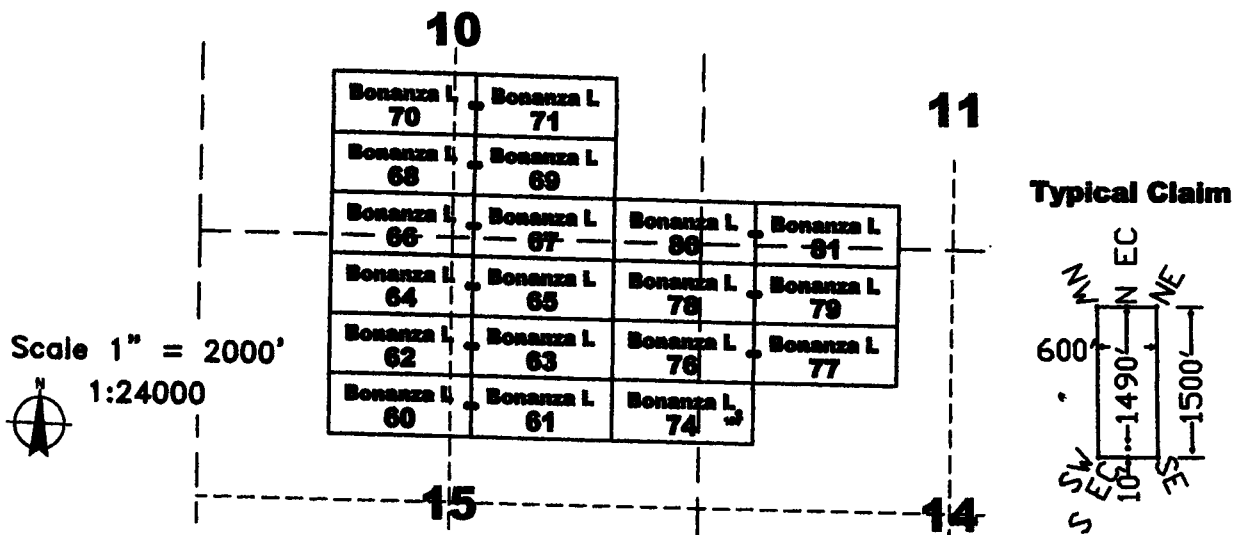 10
11
Bonanza L
70
Bonanza L
71
Bonanza L
68
Bonanza L
69
Bonanza L
66
Bonanza L
67
Bonanza L
80
Bonanza L
81
Bonanza L
64
Bonanza L
65
Bonanza L
78
Bonanza L
79
Bonanza L
62
Bonanza L
63
Bonanza L
76
Bonanza L
77
Bonanza L
60
Bonanza L
61
Bonanza L
74
15
14
Scale 1" = 2000'
N
1:24000
Typical Claim
N EC
NW
NE
600'
1490'
1500'
SW
SE
S EC
10'